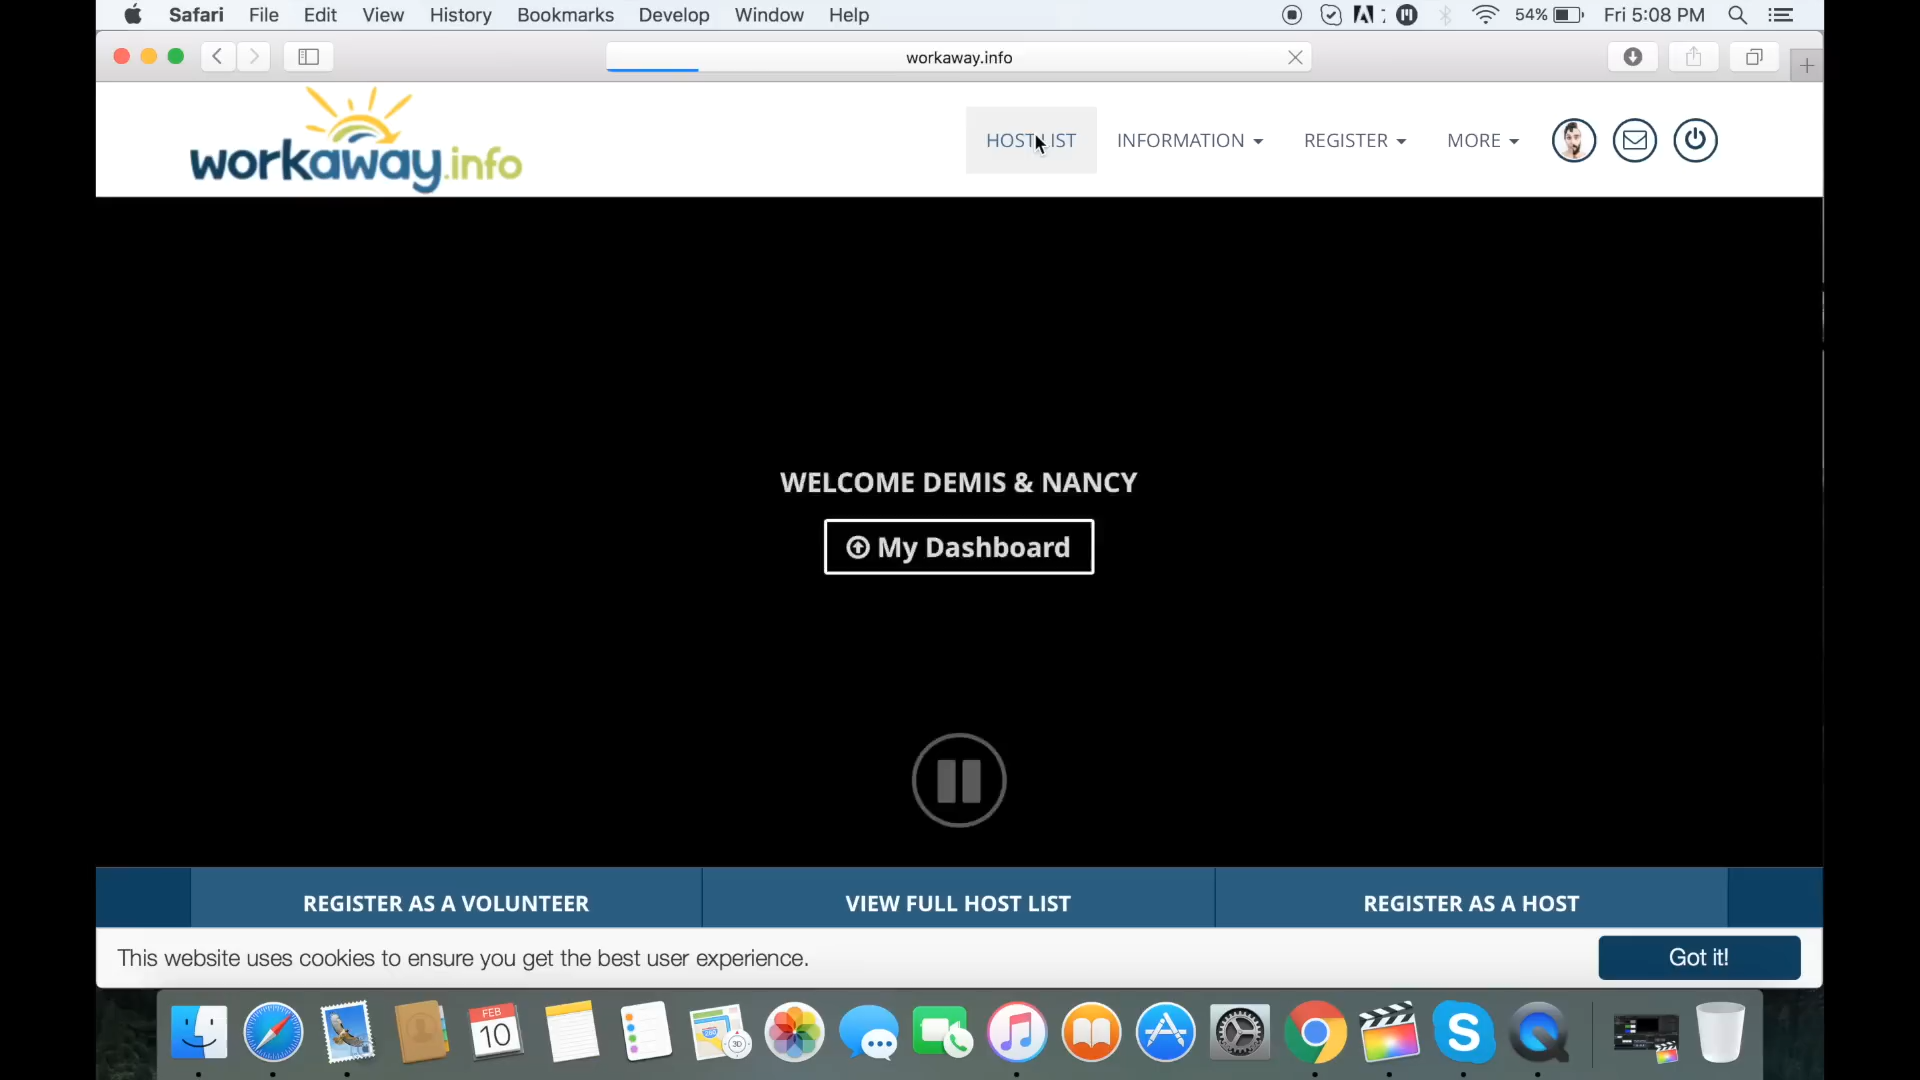 Safari File Edit View History Bookmarks Develop Window Help 54% Fri 5:08 PM
workaway.info
workaway.info HOST LIST INFORMATION REGISTER MORE
WELCOME DEMIS & NANCY
My Dashboard
REGISTER AS A VOLUNTEER VIEW FULL HOST LIST REGISTER AS A HOST
This website uses cookies to ensure you get the best user experience. Got it!
FEB
10
3D
S